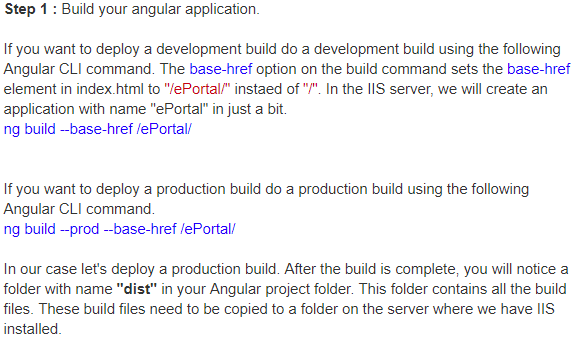 Step 1 : Build your angular application.
If you want to deploy a development build do a development build using the following
Angular CLI command. The base-href option on the build command sets the base-href
element in index.html to "/ePortal/" instaed of "/". In the IIS server, we will create an
application with name "ePortal" in just a bit.
ng build --base-href /ePortal/
If you want to deploy a production build do a production build using the following
Angular CLI command.
ng build --prod --base-href /ePortal/
In our case let's deploy a production build. After the build is complete, you will notice a
folder with name "dist" in your Angular project folder. This folder contains all the build
files. These build files need to be copied to a folder on the server where we have IIS
installed.